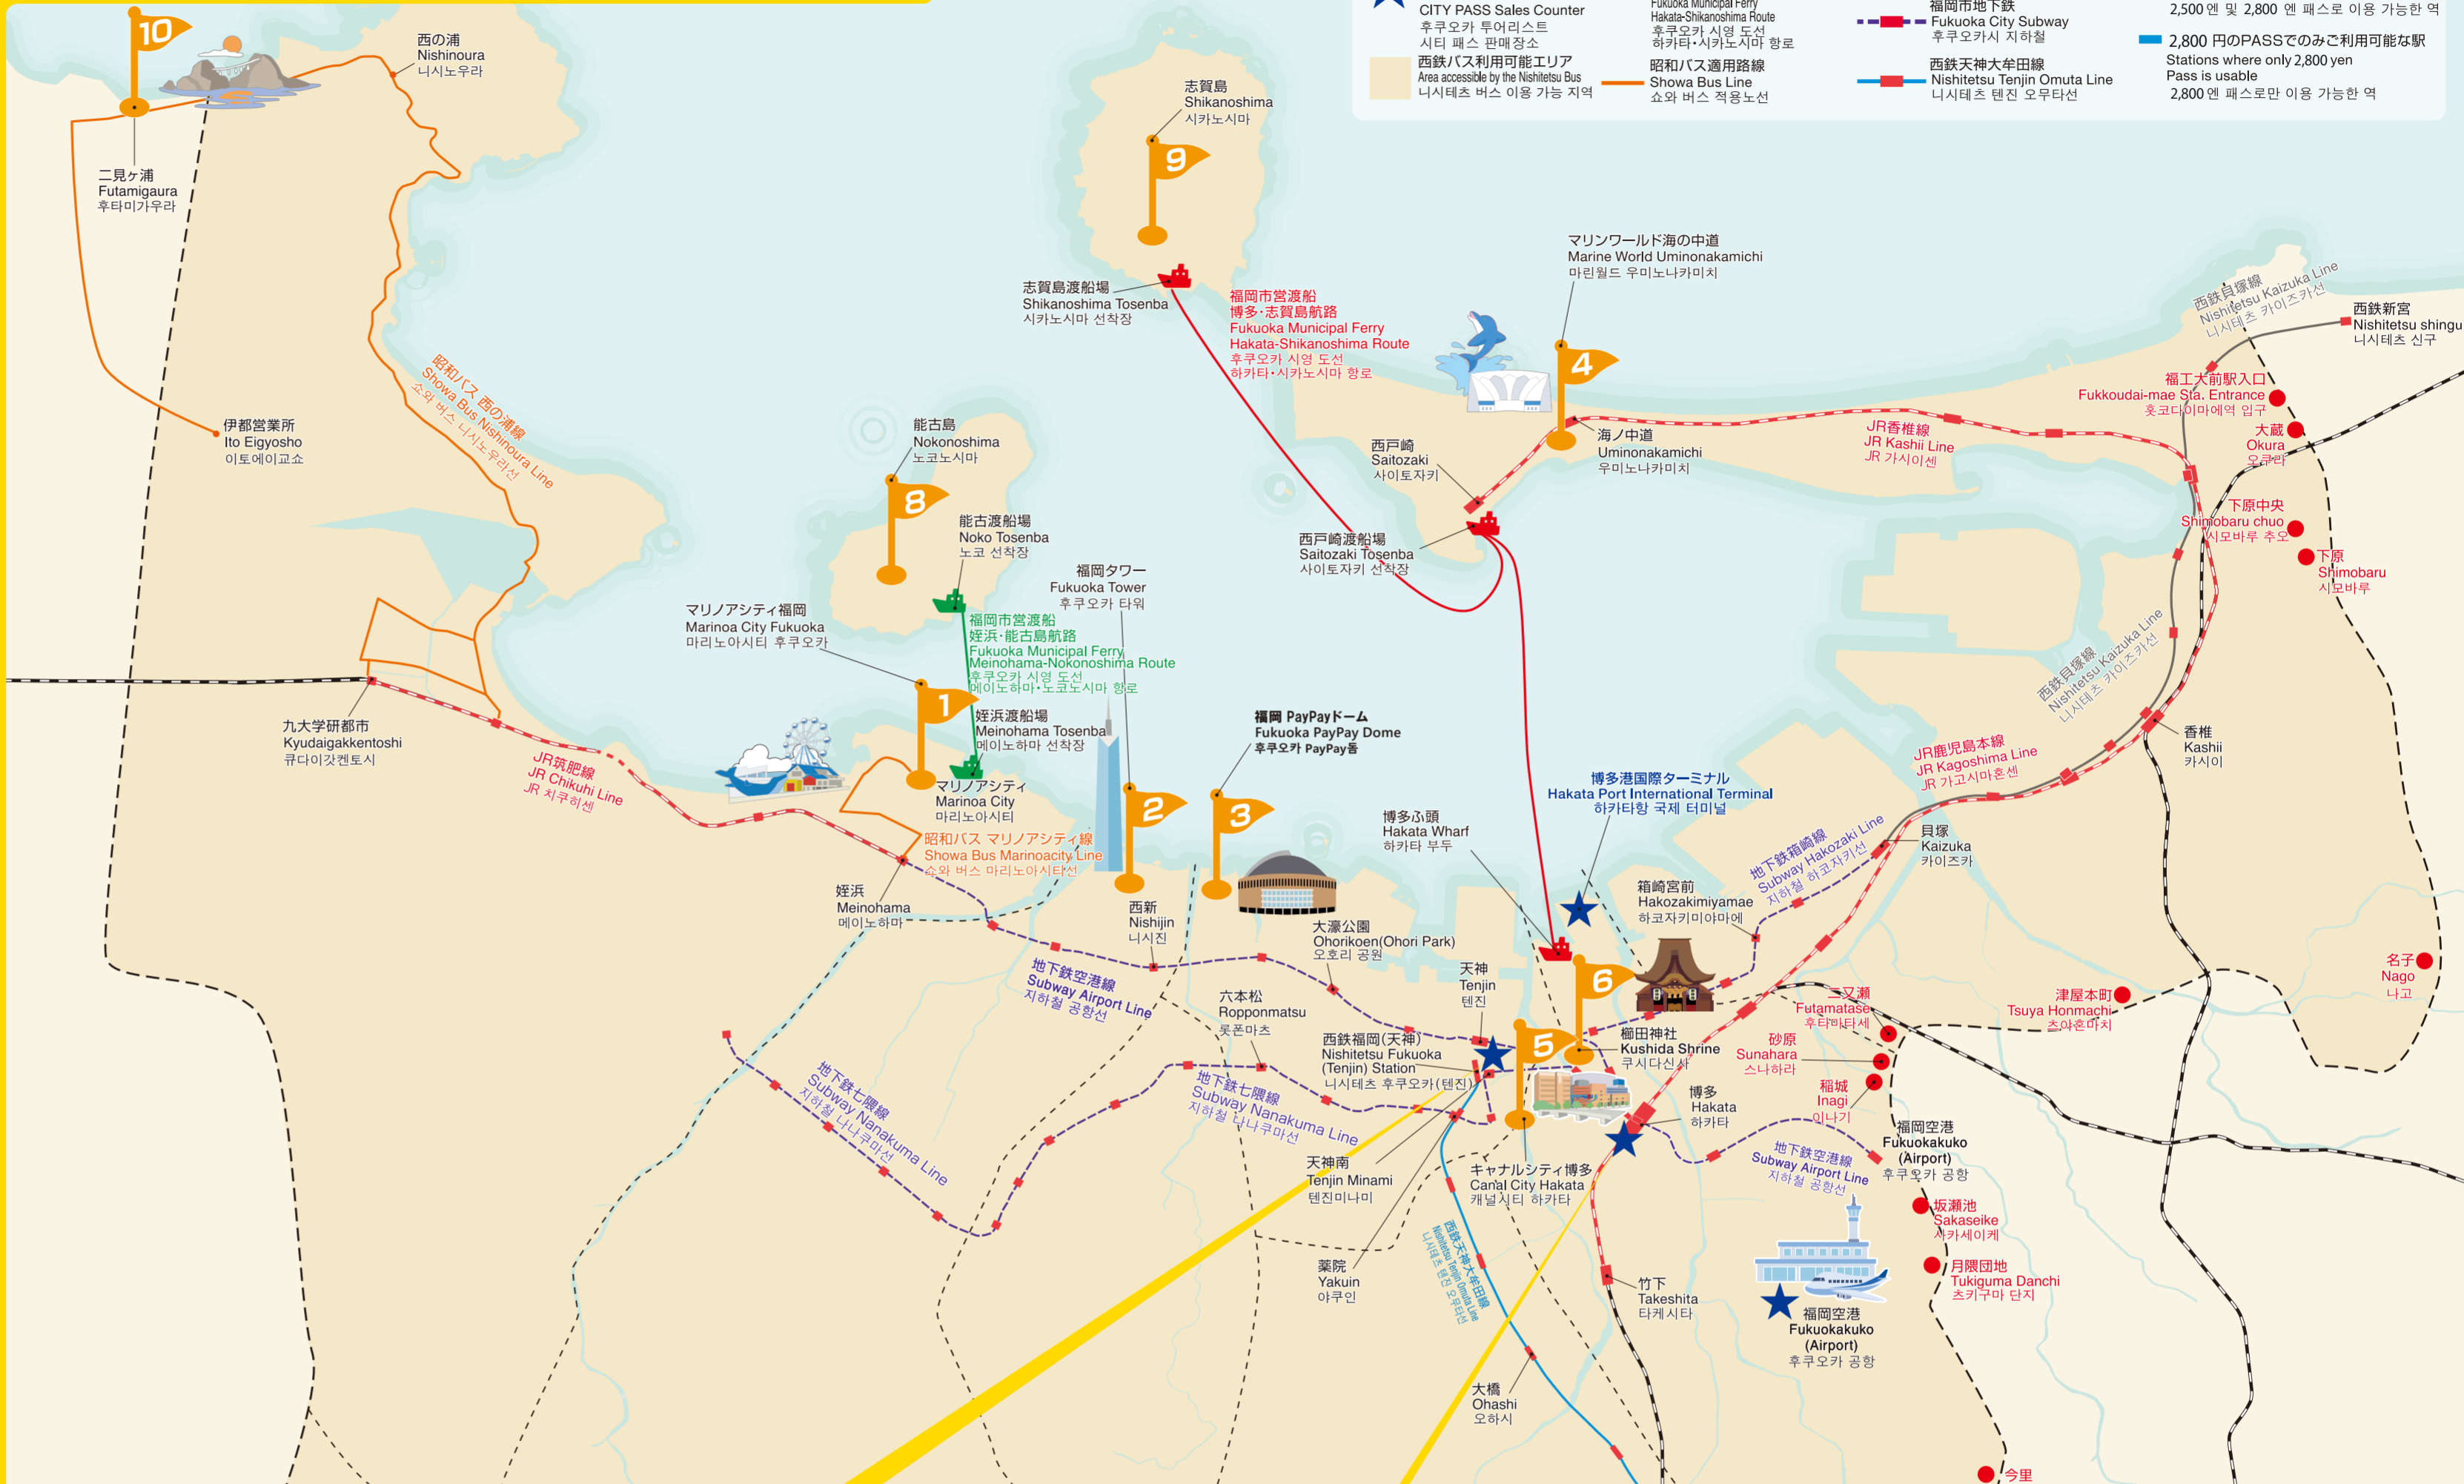 CITY PASS Sales Counter
후쿠오카 투어리스트
시티 패스 판매장소
西鉄バス利用可能エリア
Area accessible by the Nishitetsu Bus
니시테츠 버스 이용 가능 지역
Fukuoka Municipal Ferry
Hakata-Shikanoshima Route
후쿠오카 시영 도선
하카타·시카노시마 항로
昭和バス適用路線
Showa Bus Line
쇼와 버스 적용노선
福岡市地下鉄
Fukuoka City Subway
후쿠오카시 지하철
西鉄天神大牟田線
Nishitetsu Tenjin Omuta Line
니시테츠 텐진 오무타선
2,500 엔 및 2,800 엔 패스로 이용 가능한 역
2,800 円のPASSでのみご利用可能な駅
Stations where only 2,800 yen
Pass is usable
2,800 엔 패스로만 이용 가능한 역
10
西の浦
Nishinoura
니시노우라
二見ヶ浦
Futamigaura
후타미가우라
志賀島
Shikanoshima
시카노시마
9
志賀島渡船場
Shikanoshima Tosenba
시카노시마 선착장
福岡市営渡船
博多・志賀島航路
Fukuoka Municipal Ferry
Hakata-Shikanoshima Route
후쿠오카 시영 도선
하카타·시카노시마 항로
マリンワールド海の中道
Marine World Uminonakamichi
마린월드 우미노나카미치
4
西鉄貝塚線
Nishitetsu Kaizuka Line
니시테츠 카이즈카선
西鉄新宮
Nishitetsu shingu
니시테츠 신구
福工大前駅入口
Fukkoudai-mae Sta. Entrance
홋코다이마에역 입구
大蔵
Okura
오쿠라
伊都営業所
Ito Eigyosho
이토에이교쇼
昭和バス 西の浦線
Showa Bus Nishinoura Line
쇼와 버스 니시노우라선
能古島
Nokonoshima
노코노시마
8
西戸崎
Saitozaki
사이토자키
海ノ中道
Uminonakamichi
우미노나카미치
JR香椎線
JR Kashii Line
JR 가시이센
下原中央
Shimobaru chuo
시모바루 추오
下原
Shimobaru
시모바루
能古渡船場
Noko Tosenba
노코 선착장
西戸崎渡船場
Saitozaki Tosenba
사이토자키 선착장
福岡タワー
Fukuoka Tower
후쿠오카 타워
マリノアシティ福岡
Marinoa City Fukuoka
마리노아시티 후쿠오카
福岡市営渡船
姪浜・能古島航路
Fukuoka Municipal Ferry
Meinohama-Nokonoshima Route
후쿠오카 시영 도선
메이노하마·노코노시마 항로
西鉄貝塚線
Nishitetsu Kaizuka Line
니시테츠 카이즈카선
1
九大学研都市
Kyudaigakkentoshi
큐다이갓켄토시
姪浜渡船場
Meinohama Tosenba
메이노하마 선착장
福岡 PayPayドーム
Fukuoka PayPay Dome
후쿠오카 PayPay돔
香椎
Kashii
카시이
JR筑肥線
JR Chikuhi Line
JR 치쿠히센
マリノアシティ
Marinoa City
마리노아시티
2
3
博多港国際ターミナル
Hakata Port International Terminal
하카타항 국제 터미널
JR鹿児島本線
JR Kagoshima Line
JR 가고시마혼센
博多ふ頭
Hakata Wharf
하카타 부두
昭和バス マリノアシティ線
Showa Bus Marinoacity Line
쇼와 버스 마리노아시티선
貝塚
Kaizuka
카이즈카
地下鉄箱崎線
Subway Hakozaki Line
지하철 하코자키선
姪浜
Meinohama
메이노하마
西新
Nishijin
니시진
箱崎宮前
Hakozakimiyamae
하코자키미야마에
大濠公園
Ohorikoen(Ohori Park)
오호리 공원
地下鉄空港線
Subway Airport Line
지하철 공항선
天神
Tenjin
텐진
6
名子
Nago
나고
津屋本町
Tsuya Honmachi
츠야혼마치
二又瀬
Futamatase
후타마타세
六本松
Ropponmatsu
롯폰마츠
西鉄福岡(天神)
Nishitetsu Fukuoka
(Tenjin) Station
니시테츠 후쿠오카(텐진)
5
櫛田神社
Kushida Shrine
쿠시다신사
砂原
Sunahara
스나하라
稲城
Inagi
이나기
地下鉄七隈線
Subway Nanakuma Line
지하철 나나쿠마선
地下鉄七隈線
Subway Nanakuma Line
지하철 나나쿠마선
博多
Hakata
하카타
福岡空港
Fukuokakuko
(Airport)
후쿠오카 공항
地下鉄空港線
Subway Airport Line
지하철 공항선
天神南
Tenjin Minami
텐진미나미
キャナルシティ博多
Canal City Hakata
캐널시티 하카타
坂瀬池
Sakaseike
사카세이케
西鉄天神大牟田線
Nishitetsu Tenjin Omuta Line
니시테츠 텐진 오무타선
薬院
Yakuin
야쿠인
月隈団地
Tukiguma Danchi
츠키구마 단지
竹下
Takeshita
타케시타
福岡空港
Fukuokakuko
(Airport)
후쿠오카 공항
大橋
Ohashi
오하시
今里